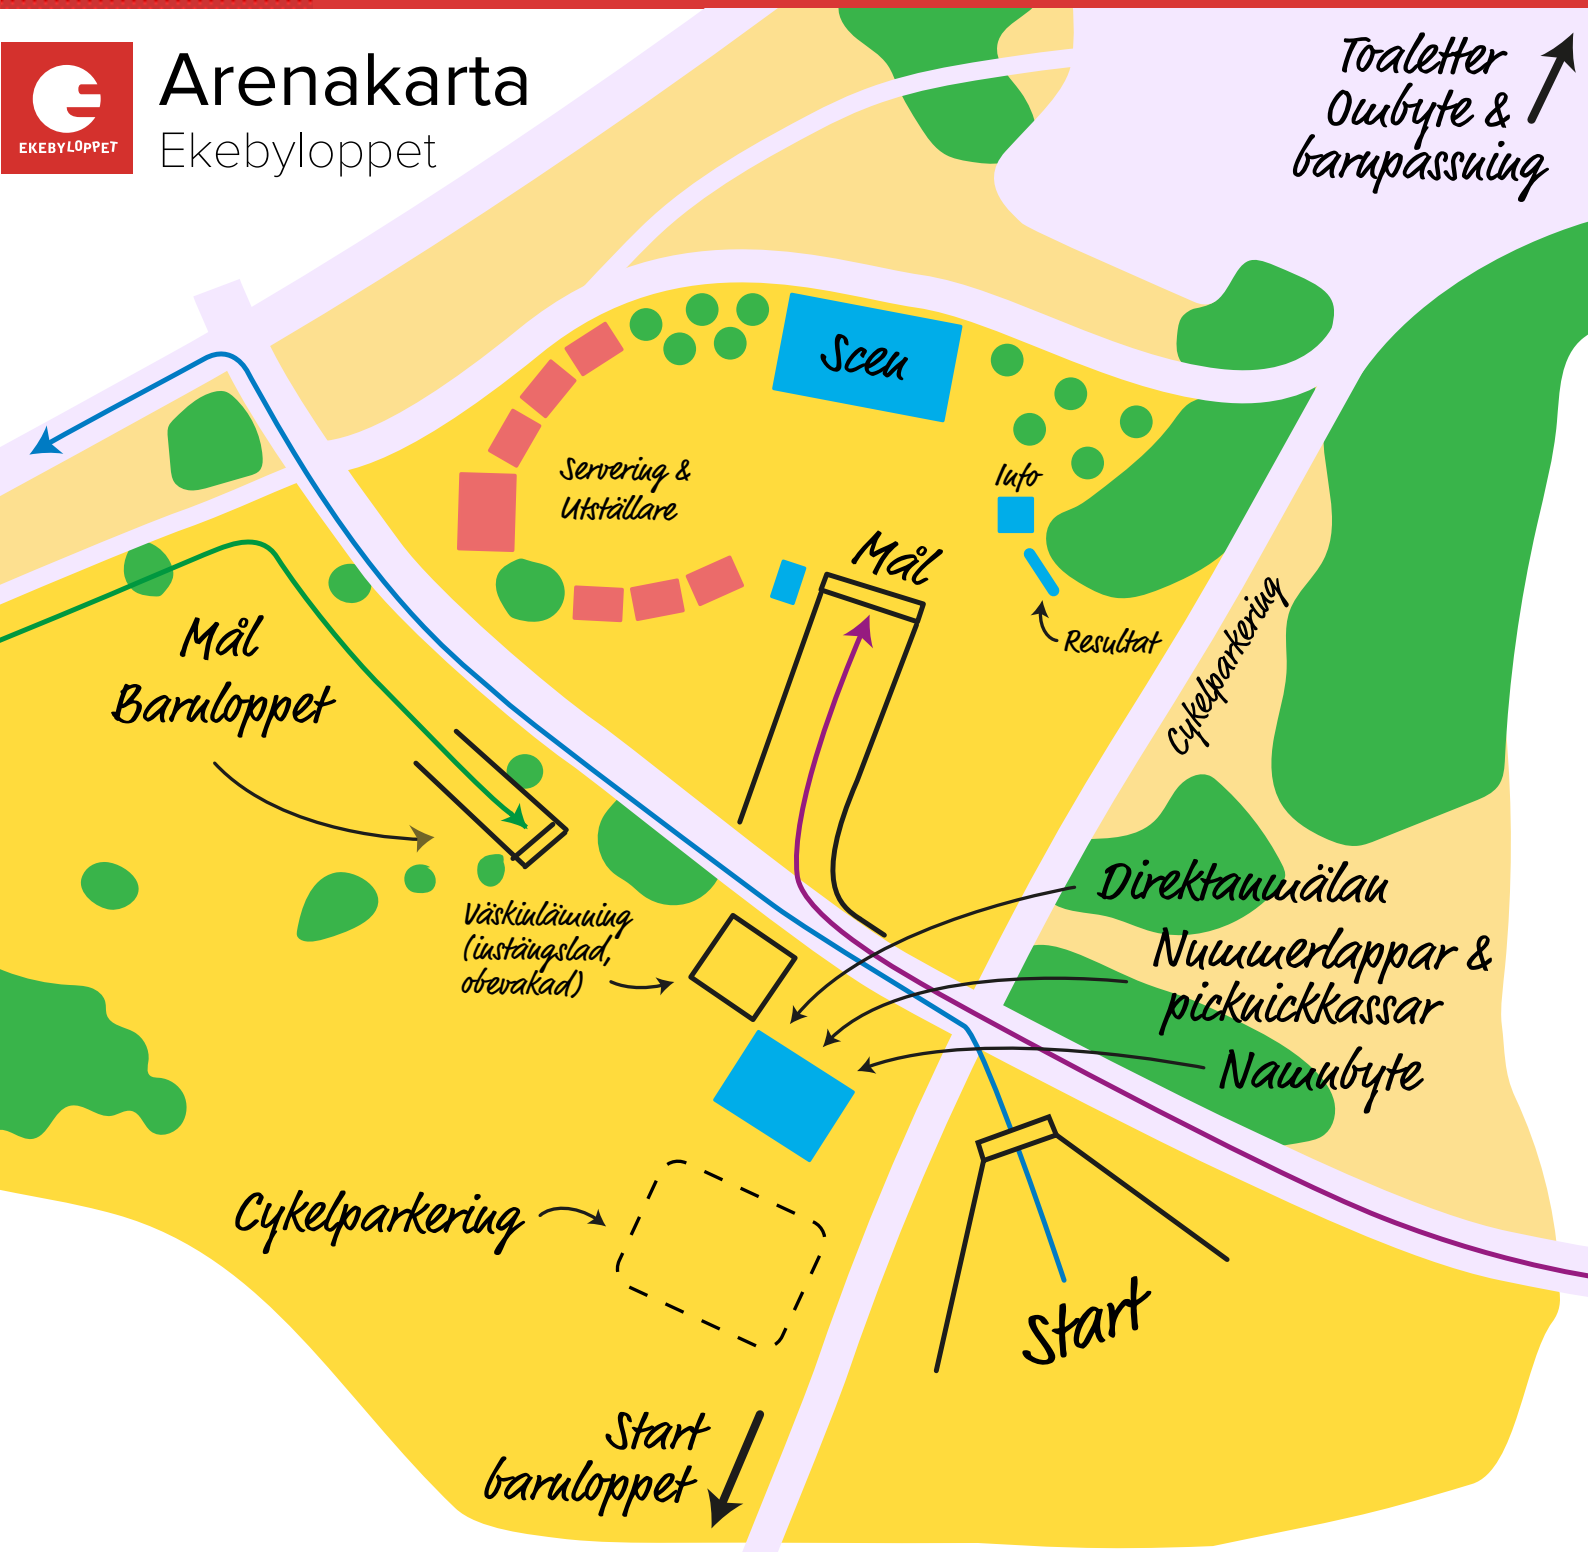 Arenakarta
Ekebyloppet
EKEBYLOPPET
Toaletter
Ombyte &
barnpassning
Scen
Servering &
Utställare
Info
Mål
Resultat
Cykelparkering
Mål
Barnloppet
Direktanmälan
Väskinlämning
(instängslad,
obevakad)
Nummerlappar &
picknickkassar
Namnbyte
Cykelparkering
Start
Start
barnloppet